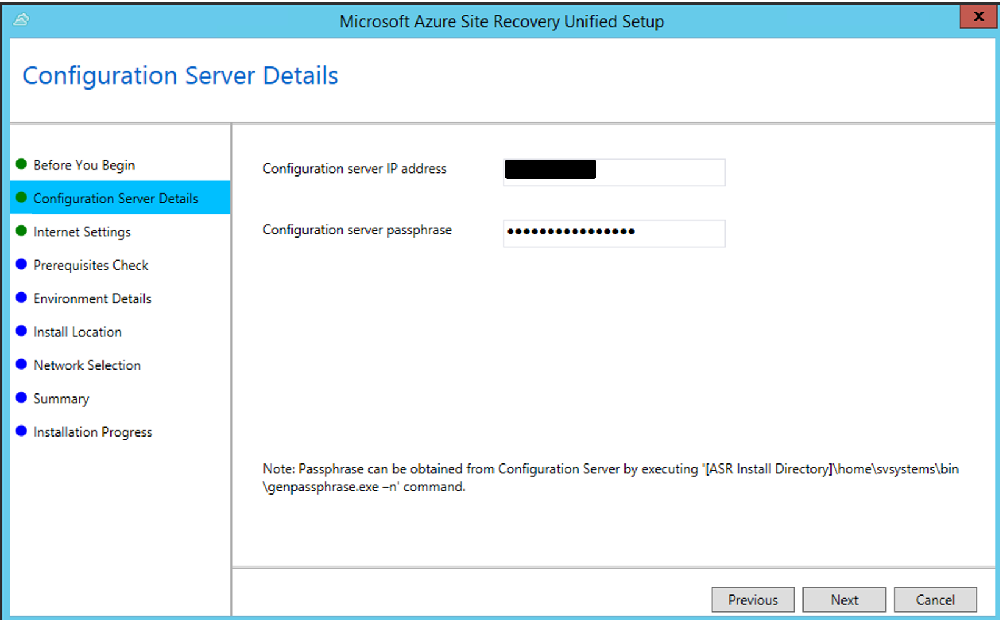 Microsoft Azure Site Recovery Unified Setup
X
Configuration Server Details
Before You Begin
Configuration Server Details
Internet Settings
Prerequisites Check
Environment Details
Install Location
Network Selection
Summary
Installation Progress
Configuration server IP address
Configuration server passphrase
••••••••••••••••
Note: Passphrase can be obtained from Configuration Server by executing '[ASR Install Directory]\home\svsystems\bin
\genpassphrase.exe –n' command.
Previous
Next
Cancel